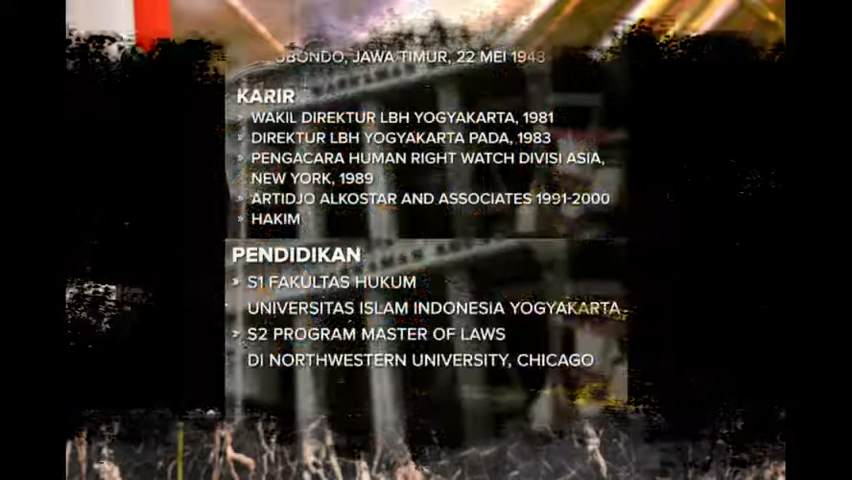 JAWA TIMUR, 22 MEI 1948
KARIR
» WAKIL DIREKTUR LBH YOGYAKARTA, 1981
» DIREKTUR LBH YOGYAKARTA PADA, 1983
» PENGACARA HUMAN RIGHT WATCH DIVISI ASIA,
NEW YORK, 1989
» ARTIDJO ALKOSTAR AND ASSOCIATES 1991-2000
» HAKIM
PENDIDIKAN
» S1 FAKULTAS HUKUM
UNIVERSITAS ISLAM INDONESIA YOGYAKARTA
» S2 PROGRAM MASTER OF LAWS
DI NORTHWESTERN UNIVERSITY, CHICAGO